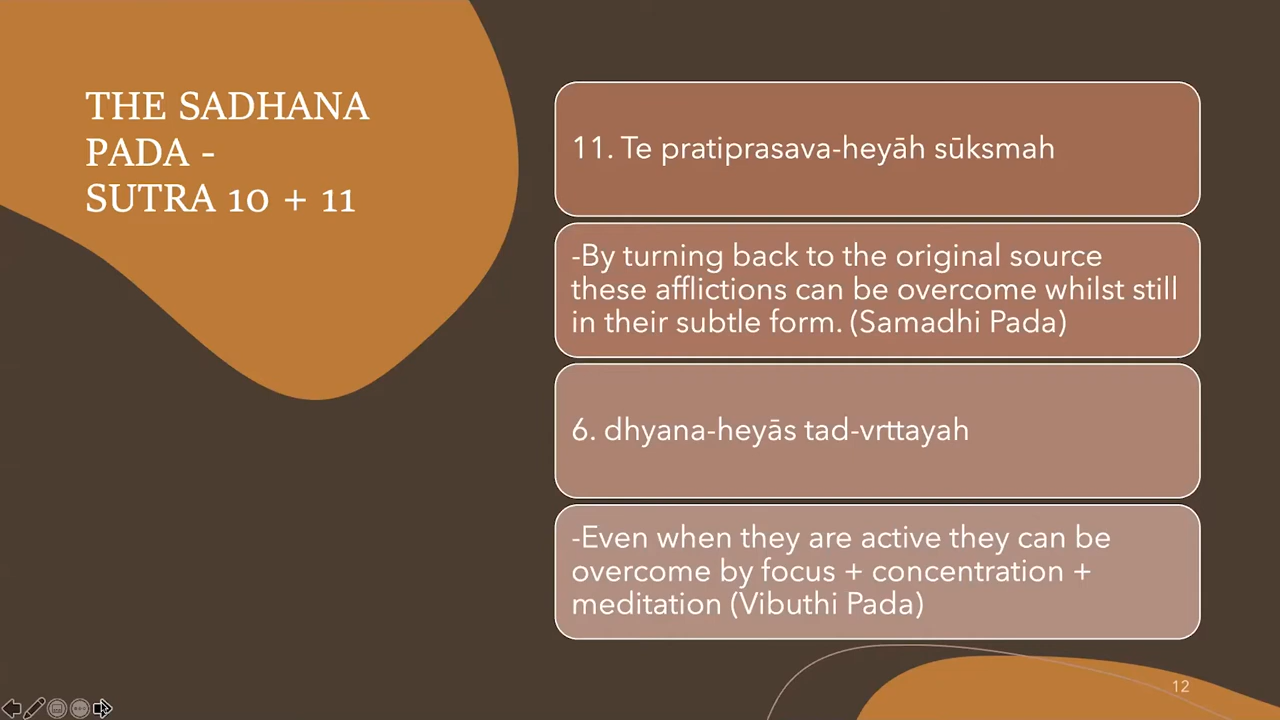 THE SADHANA
PADA -
SUTRA 10 + 11
11. Te pratiprasava-heyāh sūksmah
-By turning back to the original source
these afflictions can be overcome whilst still
in their subtle form. (Samadhi Pada)
6. dhyana-heyās tad-vrttayah
-Even when they are active they can be
overcome by focus + concentration +
meditation (Vibuthi Pada)
12